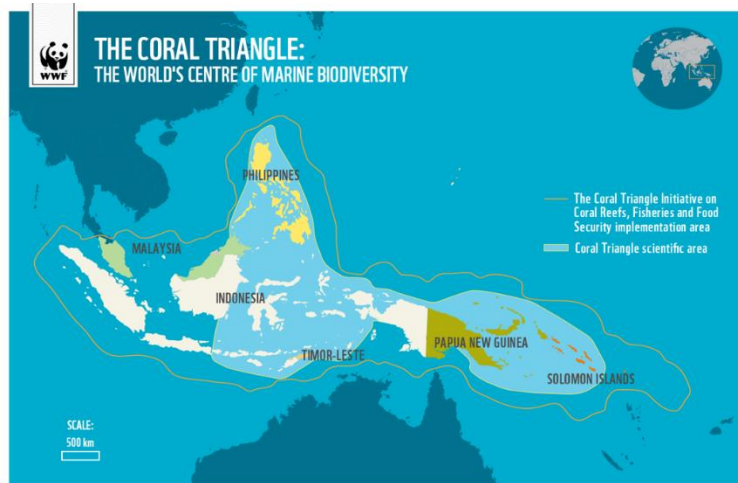 WWF
THE CORAL TRIANGLE:
THE WORLD'S CENTRE OF MARINE BIODIVERSITY
PHILIPPINES
MALAYSIA
INDONESIA
TIMOR-LESTE
PAPUA NEW GUINEA
SOLOMON ISLANDS
The Coral Triangle Initiative on
Coral Reefs, Fisheries and Food
Security implementation area
Coral Triangle scientific area
SCALE:
500 km